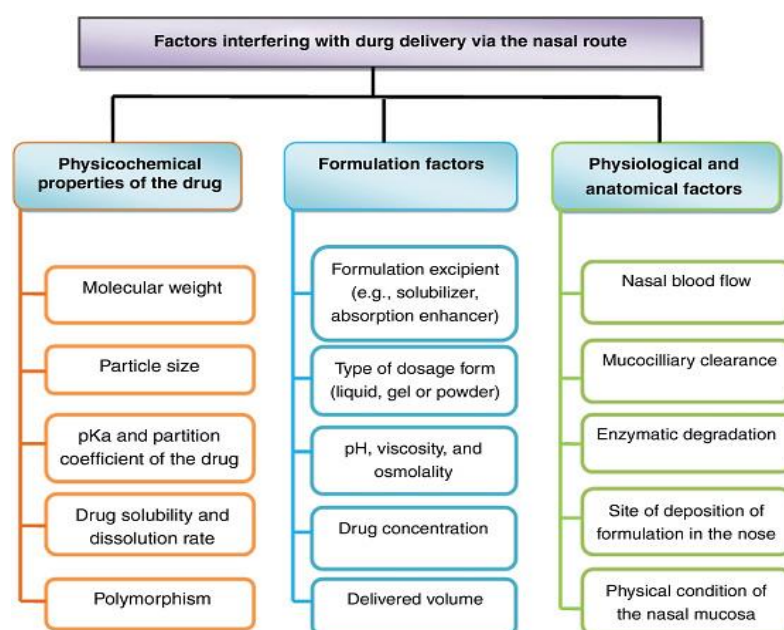 Factors interfering with durg delivery via the nasal route
Physicochemical
properties of the drug
Molecular weight
Particle size
pKa and partition
coefficient of the drug
Drug solubility and
dissolution rate
Polymorphism
Formulation factors
Formulation excipient
(e.g., solubilizer,
absorption enhancer)
Type of dosage form
(liquid, gel or powder)
pH, viscosity, and
osmolality
Drug concentration
Delivered volume
Physiological and
anatomical factors
Nasal blood flow
Mucocilliary clearance
Enzymatic degradation
Site of deposition of
formulation in the nose
Physical condition of
the nasal mucosa